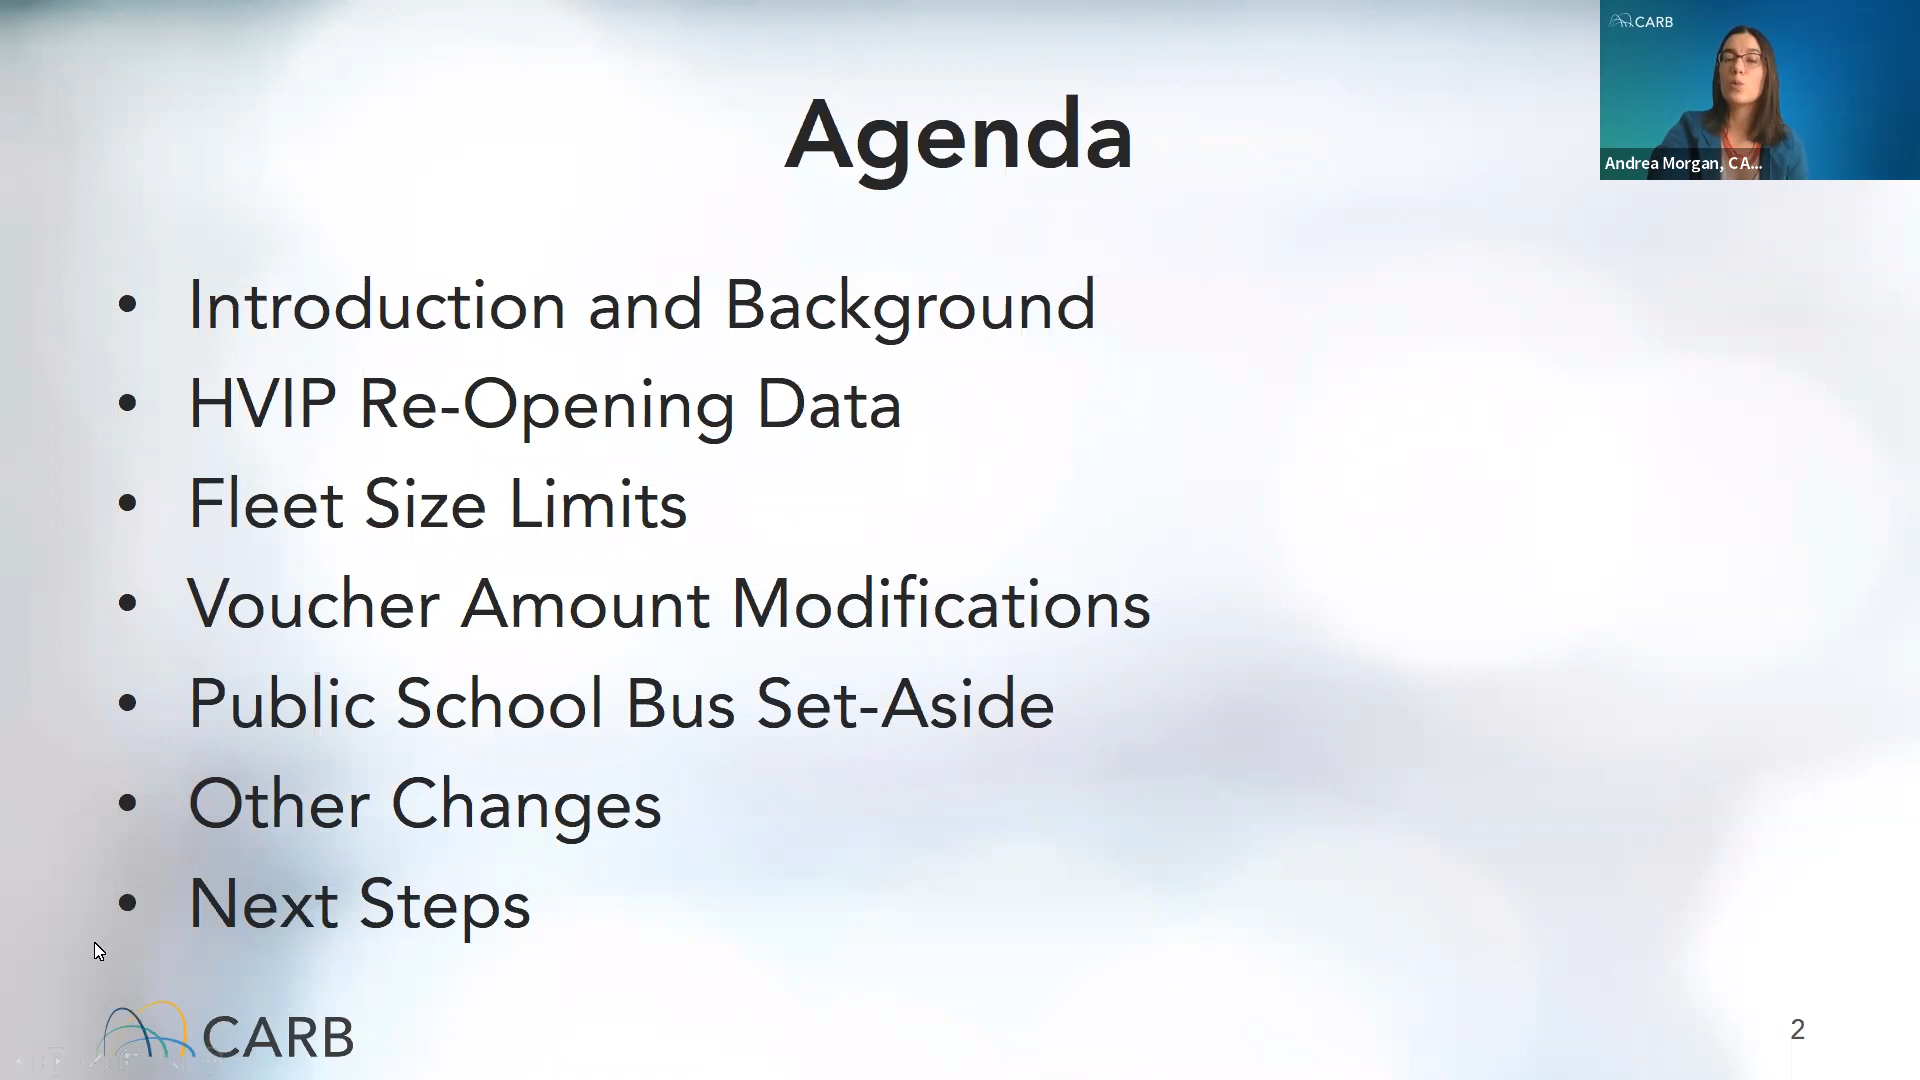 CARB
Agenda
Andrea Morgan, CA...
• Introduction and Background
• HVIP Re-Opening Data
• Fleet Size Limits
• Voucher Amount Modifications
• Public School Bus Set-Aside
• Other Changes
• Next Steps
CARB
2